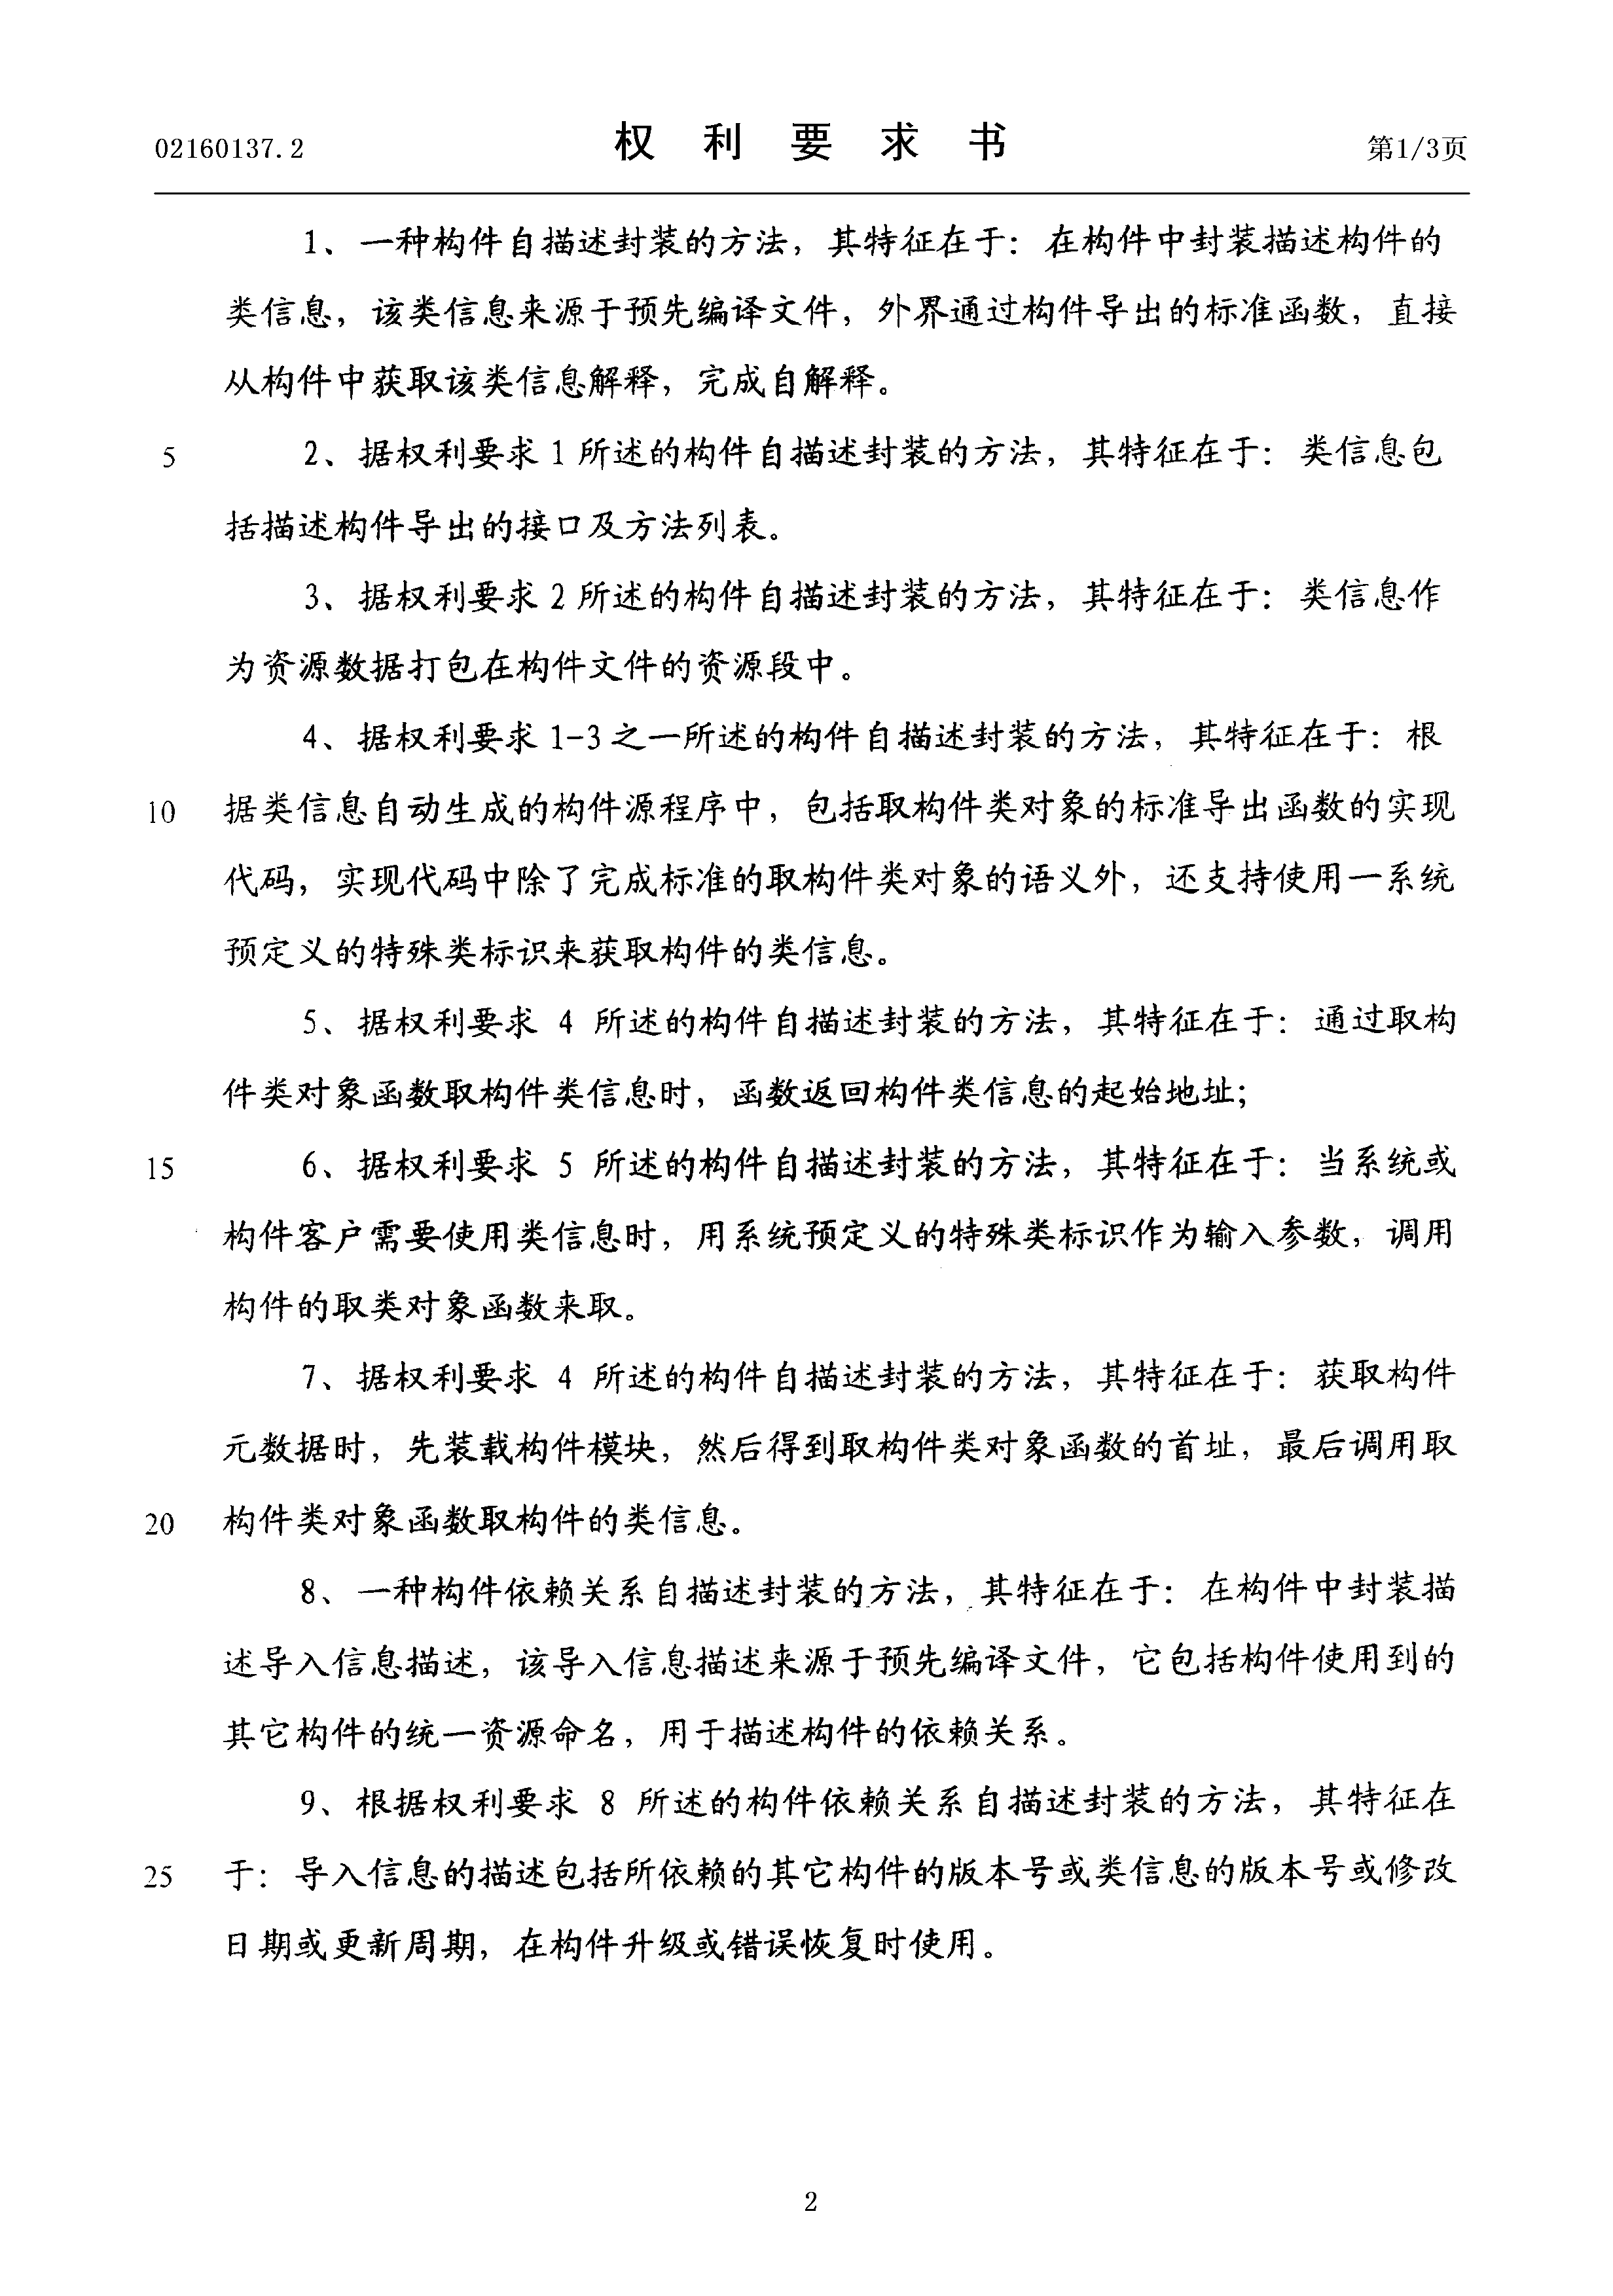 02160137.2 权 利 要 求 书 第1/3页
1、一种构件自描述封装的方法，其特征在于：在构件中封装描述构件的
类信息，该类信息来源于预先编译文件，外界通过构件导出的标准函数，直接
从构件中获取该类信息解释，完成自解释。
5 2、据权利要求 1 所述的构件自描述封装的方法，其特征在于：类信息包
括描述构件导出的接口及方法列表。
3、据权利要求 2 所述的构件自描述封装的方法，其特征在于：类信息作
为资源数据打包在构件文件的资源段中。
4、据权利要求 1-3 之一所述的构件自描述封装的方法，其特征在于：根
10 据类信息自动生成的构件源程序中，包括取构件类对象的标准导出函数的实现
代码，实现代码中除了完成标准的取构件类对象的语义外，还支持使用一系统
预定义的特殊类标识来获取构件的类信息。
5、据权利要求 4 所述的构件自描述封装的方法，其特征在于：通过取构
件类对象函数取构件类信息时，函数返回构件类信息的起始地址；
15 6、据权利要求 5 所述的构件自描述封装的方法，其特征在于：当系统或
构件客户需要使用类信息时，用系统预定义的特殊类标识作为输入参数，调用
构件的取类对象函数来取。
7、据权利要求 4 所述的构件自描述封装的方法，其特征在于：获取构件
元数据时，先装载构件模块，然后得到取构件类对象函数的首址，最后调用取
20 构件类对象函数取构件的类信息。
8、一种构件依赖关系自描述封装的方法，其特征在于：在构件中封装描
述导入信息描述，该导入信息描述来源于预先编译文件，它包括构件使用到的
其它构件的统一资源命名，用于描述构件的依赖关系。
9、根据权利要求 8 所述的构件依赖关系自描述封装的方法，其特征在
25 于：导入信息的描述包括所依赖的其它构件的版本号或类信息的版本号或修改
日期或更新周期，在构件升级或错误恢复时使用。
2